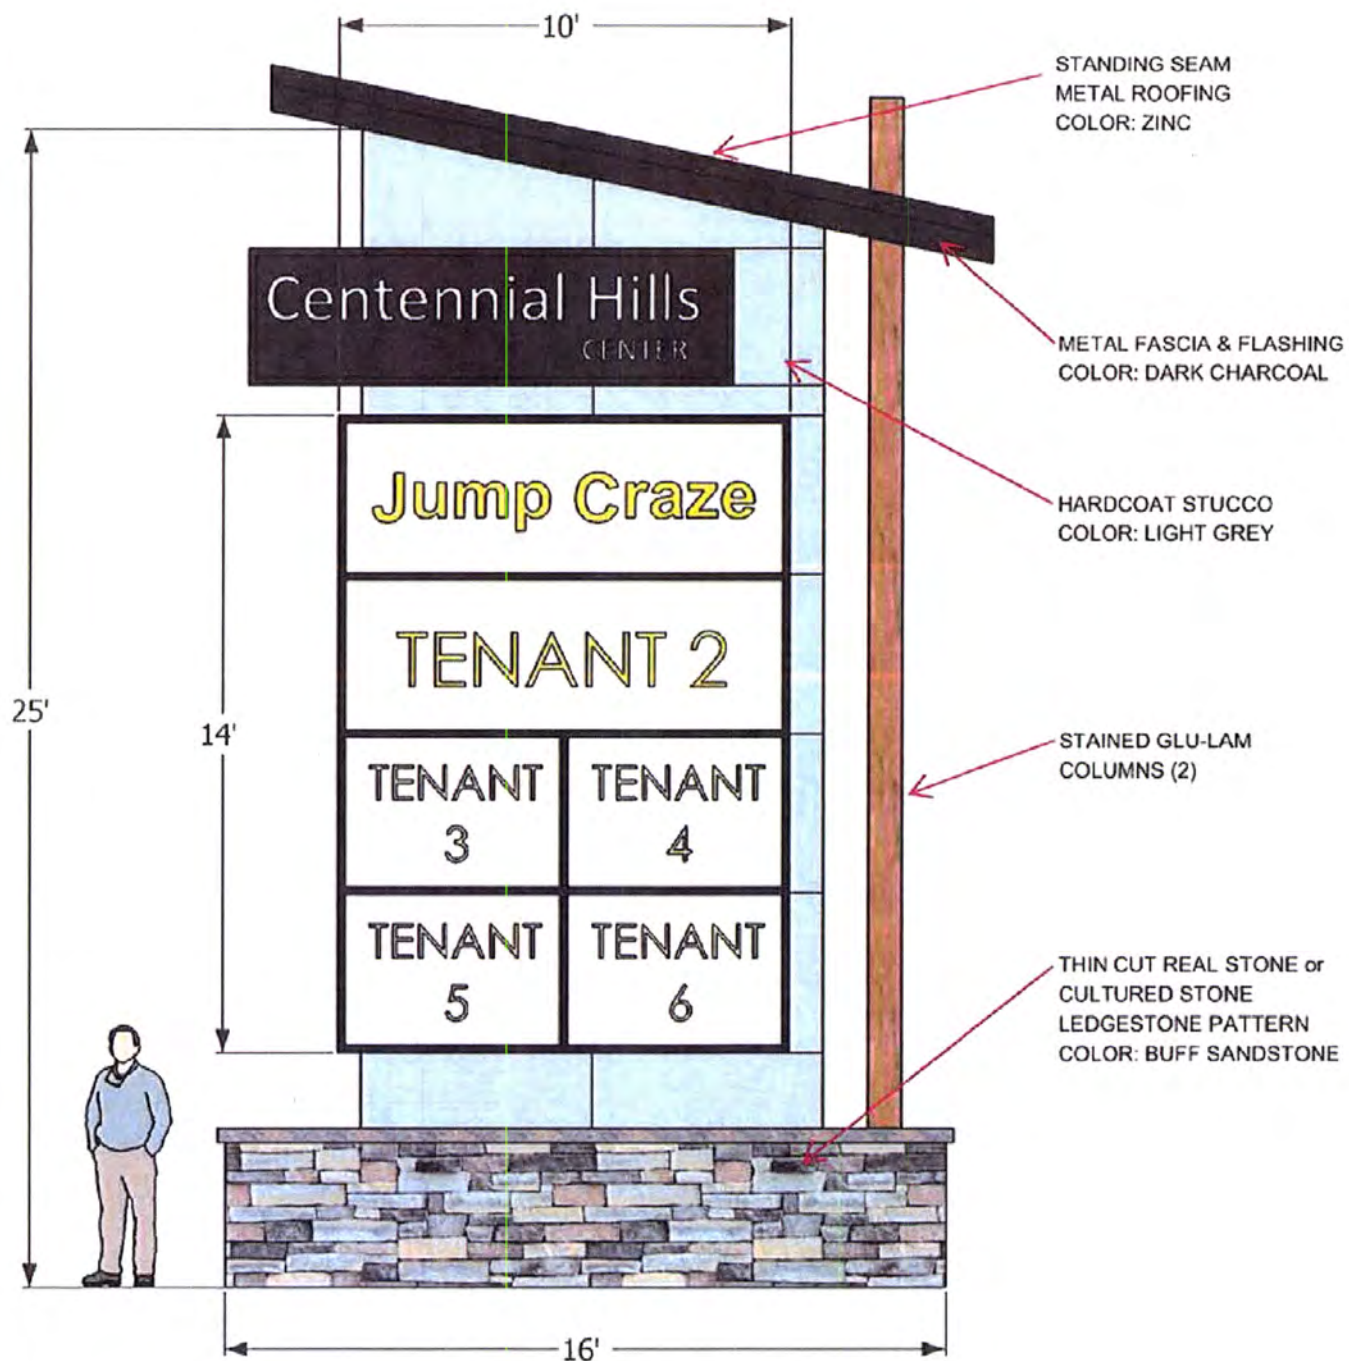 10'
STANDING SEAM
METAL ROOFING
COLOR: ZINC
Centennial Hills
CENTER
METAL FASCIA & FLASHING
COLOR: DARK CHARCOAL
Jump Craze
HARDCOAT STUCCO
COLOR: LIGHT GREY
TENANT 2
25'
14'
STAINED GLU-LAM
COLUMNS (2)
TENANT
3
TENANT
4
TENANT
5
TENANT
6
THIN CUT REAL STONE or
CULTURED STONE
LEDGESTONE PATTERN
COLOR: BUFF SANDSTONE
16'